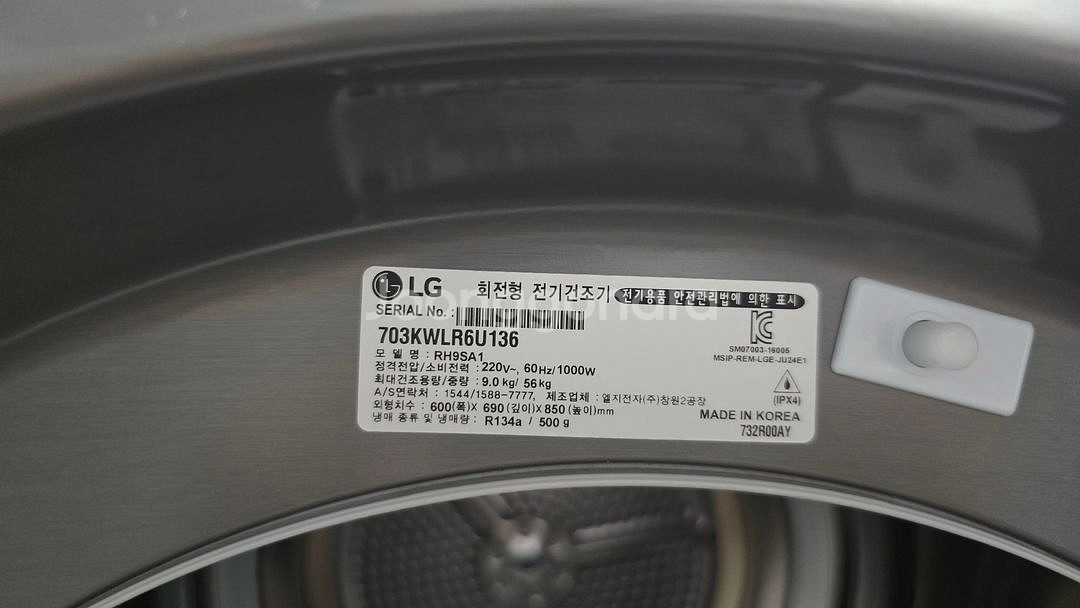 LG 회전형 전기건조기 전기용품 안전관리법에 의한 표시
SERIAL No. :
703KWLR6U136
모 델 명 : RH9SA1
정격전압/소비전력 : 220V~, 60Hz/1000W
최대건조용량/중량 : 9.0kg/ 56kg
A/S연락처 : 1544/1588-7777, 제조업체 : 엘지전자(주)창원2공장
외형치수 : 600(폭)X 690(깊이)X 850(높이)mm
냉매 종류 및 냉매량 : R134a / 500g
SM07003-16005
MSIP-REM-LGE-JU24E1
(IPX4)
MADE IN KOREA
732R00AY
joonggonara